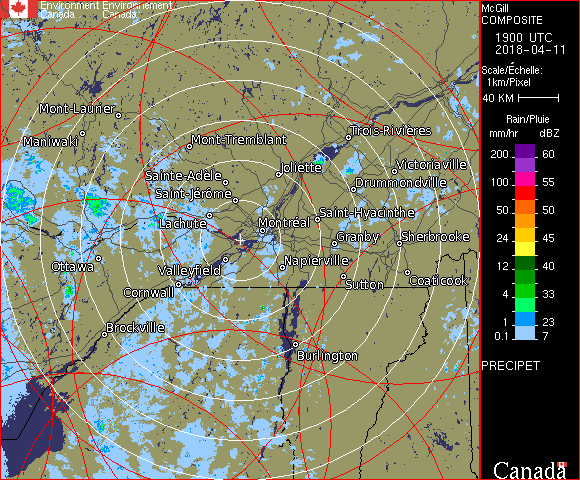 Environment Environnement
Canada Canada
McGill
COMPOSITE
1900 UTC
2018-04-11
Scale/Échelle:
1km/Pixel
40 KM
Rain/Pluie
mm/hr dBZ
200 60
100 55
50 50
24 45
12 40
4 33
1 23
0.1 7
PRECIPET
Canada
Mont-Laurier
Maniwaki
Mont-Tremblant
Trois-Rivières
Joliette
Victoriaville
Sainte-Adèle
Drummondville
Saint-Jérôme
Saint-Hyacinthe
Lachute
Montréal
Granby
Sherbrooke
Ottawa
Valleyfield
Napierville
Cornwall
Sutton
Coaticook
Brockville
Burlington